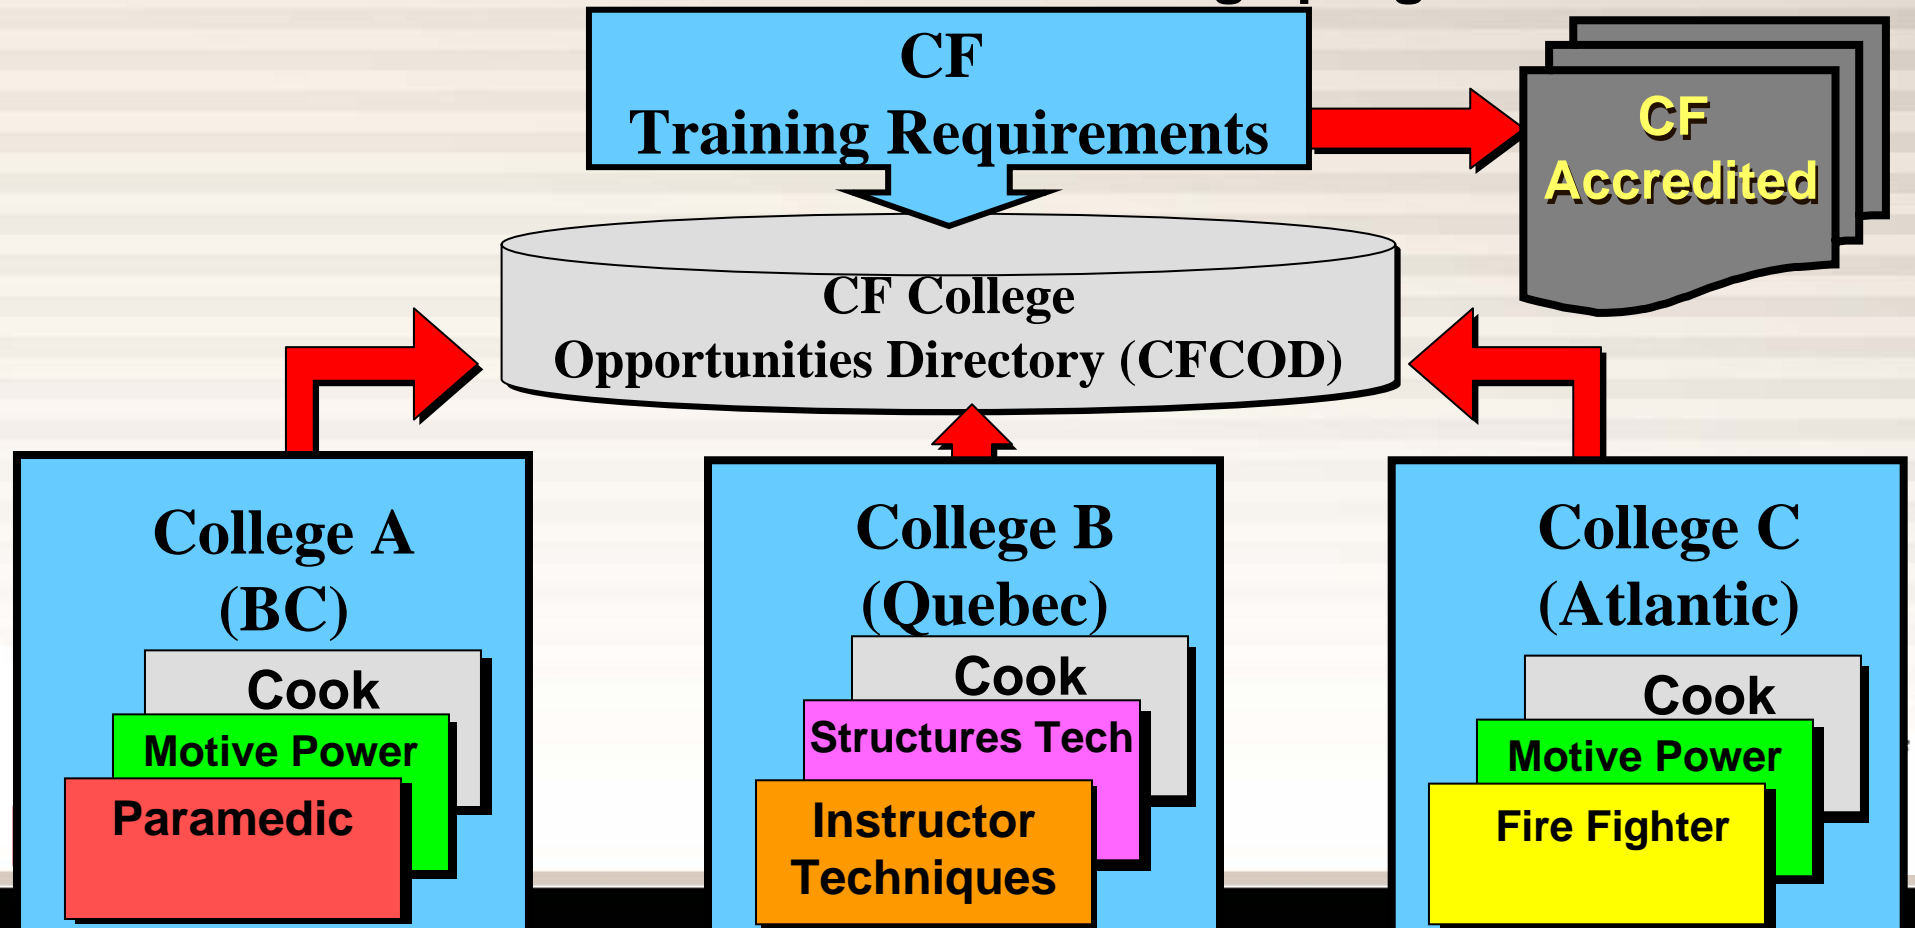 CF
Training Requirements
CF
Accredited
CF College
Opportunities Directory (CFCOD)
College A
(BC)
Cook
Motive Power
Paramedic
College B
(Quebec)
Cook
Structures Tech
Instructor
Techniques
College C
(Atlantic)
Cook
Motive Power
Fire Fighter